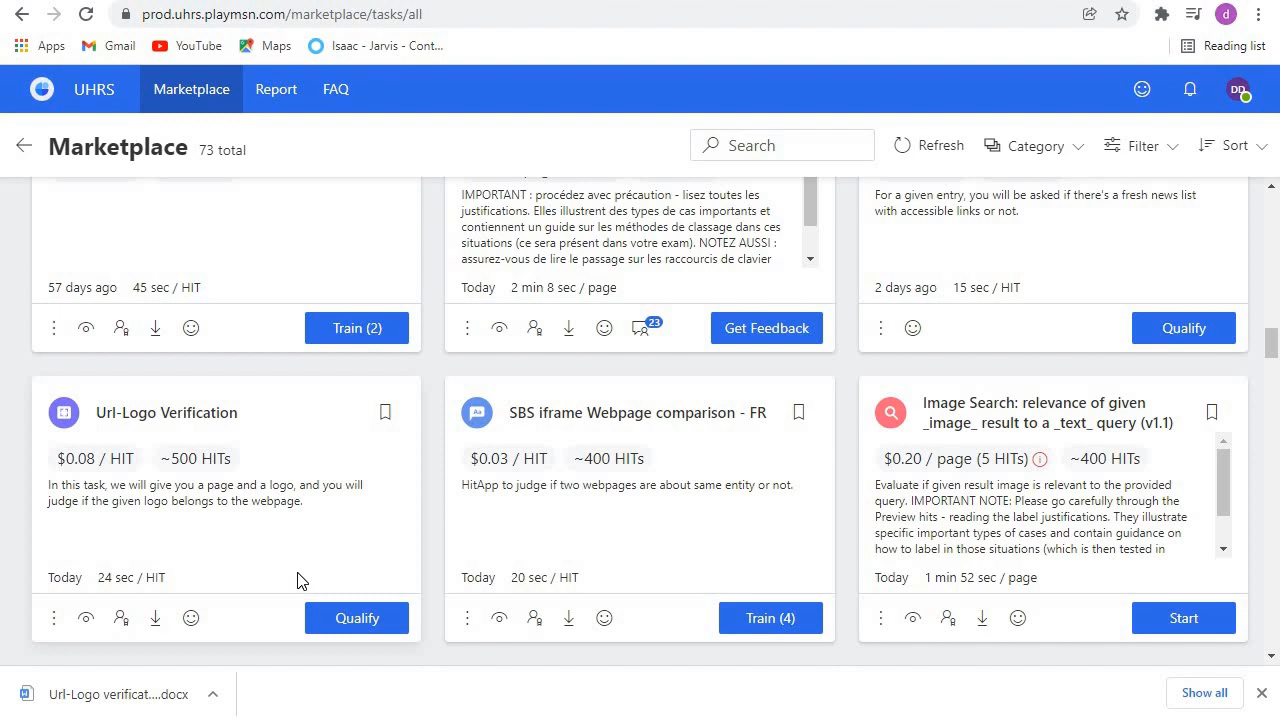 prod.uhrs.playmsn.com/marketplace/tasks/all
d
Apps
Gmail
YouTube
Maps
Isaac - Jarvis - Cont...
Reading list
UHRS
Marketplace
Report
FAQ
DD
Marketplace
73 total
Search
Refresh
Category
Filter
Sort
57 days ago 45 sec / HIT
Train (2)
IMPORTANT : procédez avec précaution - lisez toutes les
justifications. Elles illustrent des types de cas importants et
contiennent un guide sur les méthodes de classage dans ces
situations (ce sera présent dans votre exam). NOTEZ AUSSI :
assurez-vous de lire le passage sur les raccourcis de clavier
Today 2 min 8 sec / page
23
Get Feedback
For a given entry, you will be asked if there's a fresh news list
with accessible links or not.
2 days ago 15 sec / HIT
Qualify
Url-Logo Verification
$0.08 / HIT ~500 HITs
In this task, we will give you a page and a logo, and you will
judge if the given logo belongs to the webpage.
Today 24 sec / HIT
Qualify
Aa
SBS iframe Webpage comparison - FR
$0.03 / HIT ~400 HITs
HitApp to judge if two webpages are about same entity or not.
Today 20 sec / HIT
Train (4)
Image Search: relevance of given
_image_ result to a _text_ query (v1.1)
$0.20 / page (5 HITs) ~400 HITs
Evaluate if given result image is relevant to the provided
query. IMPORTANT NOTE: Please go carefully through the
Preview hits - reading the label justifications. They illustrate
specific important types of cases and contain guidance on
how to label in those situations (which is then tested in
Today 1 min 52 sec / page
Start
Url-Logo verificat....docx
Show all